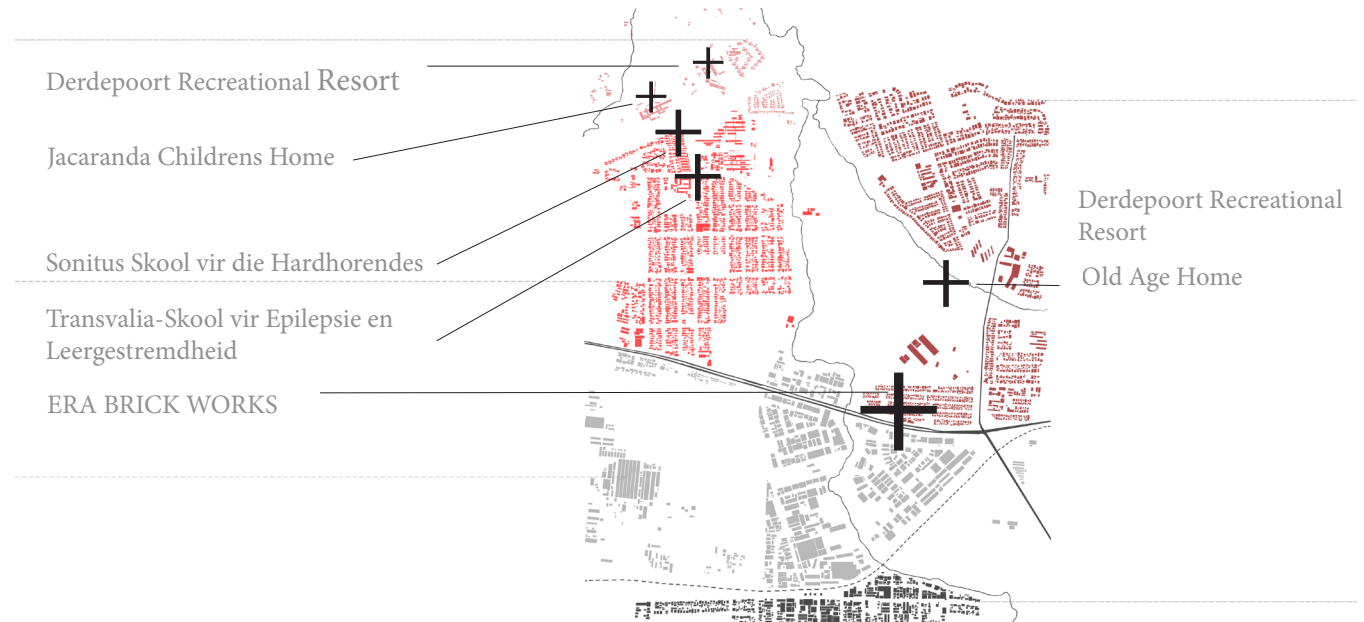 Derdepoort Recreational Resort
Jacaranda Childrens Home
Sonitus Skool vir die Hardhorendes
Transvalia-Skool vir Epilepsie en
Leergestremdheid
ERA BRICK WORKS
Derdepoort Recreational
Resort
Old Age Home